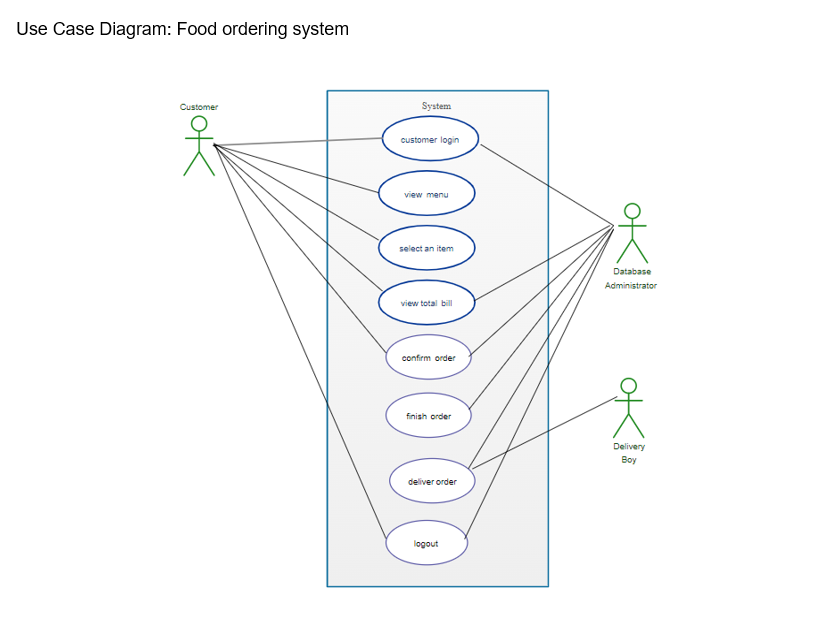 Use Case Diagram: Food ordering system
System
Customer
customer login
view menu
select an item
view total bill
confirm order
finish order
deliver order
logout
Database
Administrator
Delivery
Boy